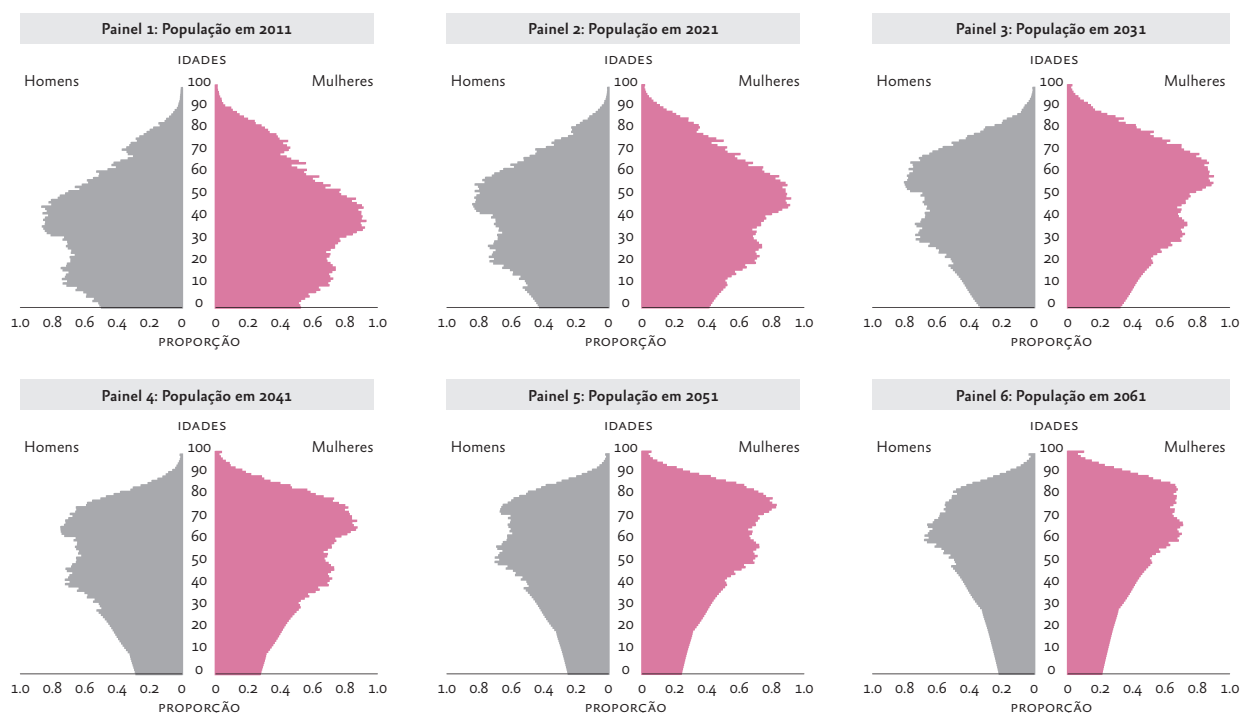 Painel 1: População em 2011
IDADES
Homens
Mulheres
100
90
80
70
60
50
40
30
20
10
0
1.0 0.8 0.6 0.4 0.2 0 0 0.2 0.4 0.6 0.8 1.0
PROPORÇÃO
Painel 2: População em 2021
IDADES
Homens
Mulheres
100
90
80
70
60
50
40
30
20
10
0
1.0 0.8 0.6 0.4 0.2 0 0 0.2 0.4 0.6 0.8 1.0
PROPORÇÃO
Painel 3: População em 2031
IDADES
Homens
Mulheres
100
90
80
70
60
50
40
30
20
10
0
1.0 0.8 0.6 0.4 0.2 0 0 0.2 0.4 0.6 0.8 1.0
PROPORÇÃO
Painel 4: População em 2041
IDADES
Homens
Mulheres
100
90
80
70
60
50
40
30
20
10
0
1.0 0.8 0.6 0.4 0.2 0 0 0.2 0.4 0.6 0.8 1.0
PROPORÇÃO
Painel 5: População em 2051
IDADES
Homens
Mulheres
100
90
80
70
60
50
40
30
20
10
0
1.0 0.8 0.6 0.4 0.2 0 0 0.2 0.4 0.6 0.8 1.0
PROPORÇÃO
Painel 6: População em 2061
IDADES
Homens
Mulheres
100
90
80
70
60
50
40
30
20
10
0
1.0 0.8 0.6 0.4 0.2 0 0 0.2 0.4 0.6 0.8 1.0
PROPORÇÃO